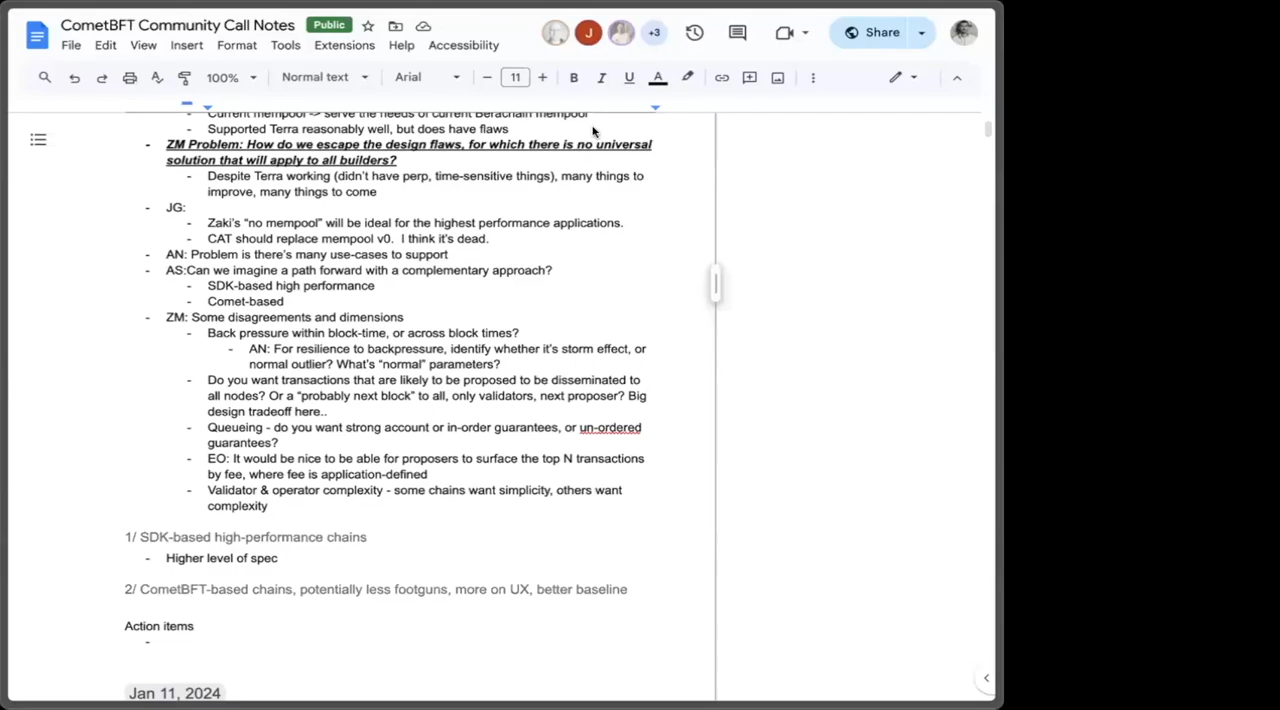 CometBFT Community Call Notes Public
File Edit View Insert Format Tools Extensions Help Accessibility
J
+3
Share
100% Normal text Arial 11 B I U A
- Current mempool -> serve the needs of current Berachain mempool
- Supported Terra reasonably well, but does have flaws
- ZM Problem: How do we escape the design flaws, for which there is no universal
solution that will apply to all builders?
- Despite Terra working (didn't have perp, time-sensitive things), many things to
improve, many things to come
- JG:
- Zaki's "no mempool" will be ideal for the highest performance applications.
- CAT should replace mempool v0. I think it's dead.
- AN: Problem is there's many use-cases to support
- AS:Can we imagine a path forward with a complementary approach?
- SDK-based high performance
- Comet-based
- ZM: Some disagreements and dimensions
- Back pressure within block-time, or across block times?
- AN: For resilience to backpressure, identify whether it's storm effect, or
normal outlier? What's "normal" parameters?
- Do you want transactions that are likely to be proposed to be disseminated to
all nodes? Or a "probably next block" to all, only validators, next proposer? Big
design tradeoff here..
- Queueing - do you want strong account or in-order guarantees, or un-ordered
guarantees?
- EO: It would be nice to be able for proposers to surface the top N transactions
by fee, where fee is application-defined
- Validator & operator complexity - some chains want simplicity, others want
complexity
1/ SDK-based high-performance chains
- Higher level of spec
2/ CometBFT-based chains, potentially less footguns, more on UX, better baseline
Action items
-
Jan 11, 2024